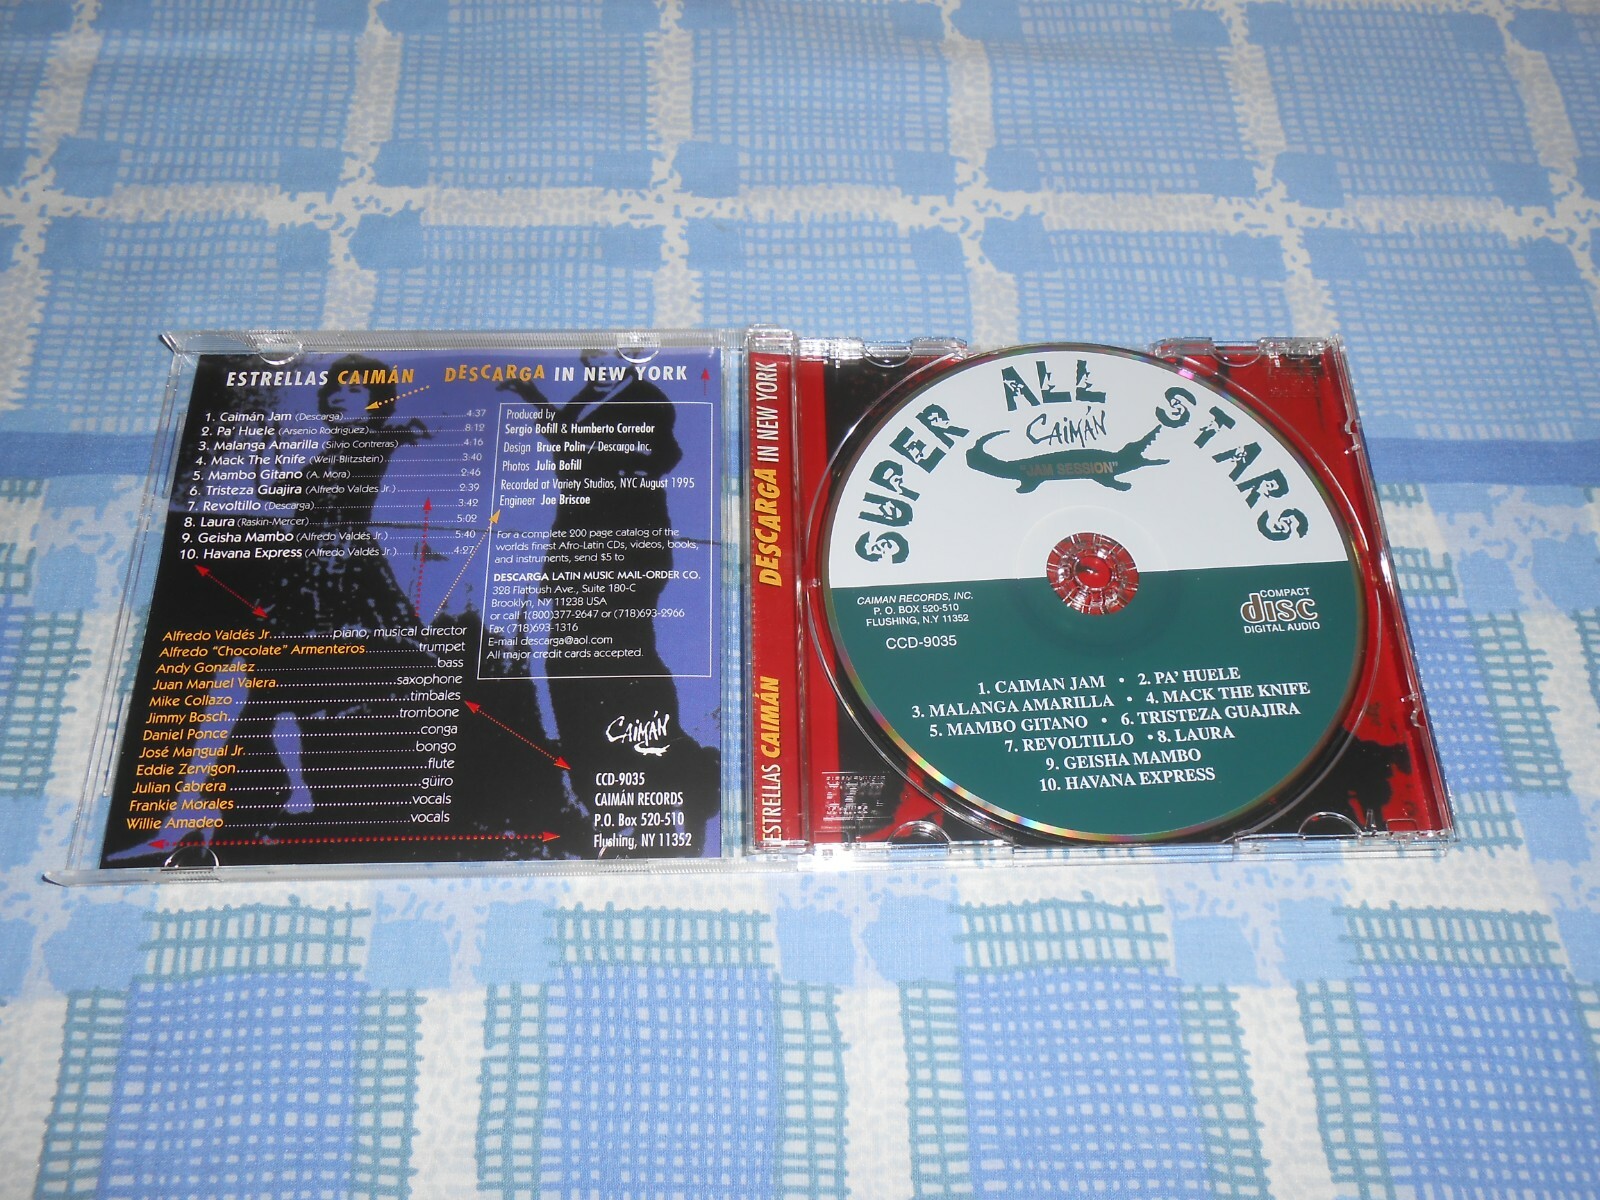 ESTRELLAS CAIMÁN DESCARGA IN NEW YORK
1. Caimán Jam (Descarga)............4:37
2. Pa' Huele (Arsenio Rodriguez)............8:12
3. Malanga Amarilla (Silvio Contreras)............4:16
4. Mack The Knife (Weill-Blitzstein)............3:40
5. Mambo Gitano (A. Mora)............2:46
6. Tristeza Guajira (Alfredo Valdes Jr.)............2:39
7. Revoltillo (Descarga)............3:42
8. Laura (Raskin-Mercer)............5:02
9. Geisha Mambo (Alfredo Valdés Jr.)............5:40
10. Havana Express (Alfredo Valdés Jr.)............4:27
Alfredo Valdés Jr...............piano, musical director
Alfredo "Chocolate" Armenteros............trumpet
Andy González............bass
Juan Manuel Valera............saxophone
Mike Collazo............timbales
Jimmy Bosch............trombone
Daniel Ponce............conga
José Mangual Jr.............bongo
Eddie Zervigon............flute
Julian Cabrera............güiro
Frankie Morales............vocals
Willie Amadeo............vocals
Produced by
Sergio Bofill & Humberto Corredor
Design Bruce Polin / Descarga Inc.
Photos Julio Bofill
Recorded at Variety Studios, NYC August 1995
Engineer Joe Briscoe
For a complete 200 page catalog of the
worlds finest Afro-Latin CDs, videos, books,
and instruments, send $5 to
DESCARGA LATIN MUSIC MAIL-ORDER CO.
328 Flatbush Ave., Suite 180-C
Brooklyn, NY 11238 USA
or call 1(800)377-2647 or (718)693-2966
Fax (718)693-1316
E-mail descarga@aol.com
All major credit cards accepted.
CAIMÁN
CCD-9035
CAIMÁN RECORDS
P.O. Box 520-510
Flushing, NY 11352
ESTRELLAS CAIMÁN DESCARGA IN NEW YORK
SUPER ALL STARS
CAIMÁN
"JAM SESSION"
CAIMAN RECORDS, INC.
P. O. BOX 520-510
FLUSHING, N.Y 11352
CCD-9035
COMPACT
disc
DIGITAL AUDIO
1. CAIMAN JAM • 2. PA' HUELE
3. MALANGA AMARILLA • 4. MACK THE KNIFE
5. MAMBO GITANO • 6. TRISTEZA GUAJIRA
7. REVOLTILLO • 8. LAURA
9. GEISHA MAMBO
10. HAVANA EXPRESS